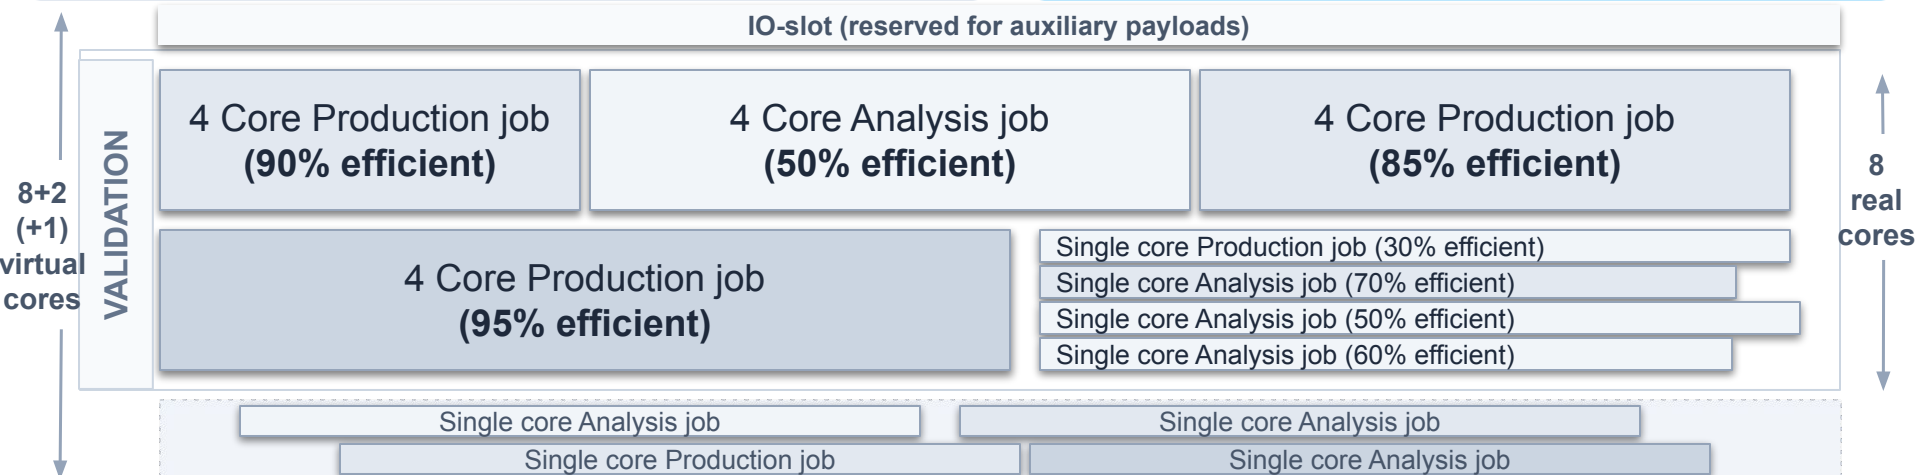 IO-slot (reserved for auxiliary payloads)
8+2
(+1)
virtual
cores
VALIDATION
4 Core Production job
(90% efficient)
4 Core Analysis job
(50% efficient)
4 Core Production job
(85% efficient)
8
real
cores
4 Core Production job
(95% efficient)
Single core Production job (30% efficient)
Single core Analysis job (70% efficient)
Single core Analysis job (50% efficient)
Single core Analysis job (60% efficient)
Single core Analysis job
Single core Analysis job
Single core Production job
Single core Analysis job